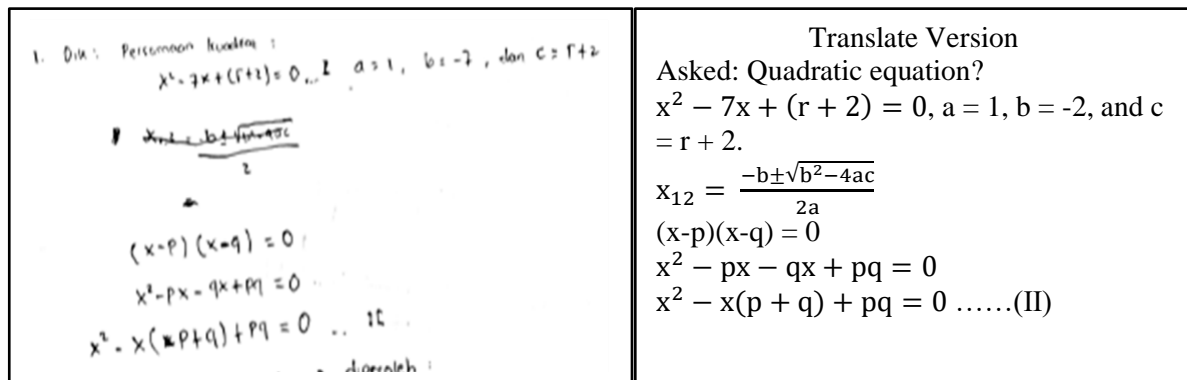 1. Dik : Persamaan kuadrat :
x² - 7x + (r+2) = 0 ... I a = 1, b = -7, dan c = r+2
2
(x-p) (x-q) = 0
x² - px - qx + pq = 0
x² - x(p+q) + pq = 0 .. II
diperoleh :
Translate Version
Asked: Quadratic equation?
x² − 7x + (r + 2) = 0, a = 1, b = -2, and c
= r + 2.
x₁₂ = (−b±√(b²−4ac))/(2a)
(x-p)(x-q) = 0
x² − px − qx + pq = 0
x² − x(p + q) + pq = 0 ……(II)